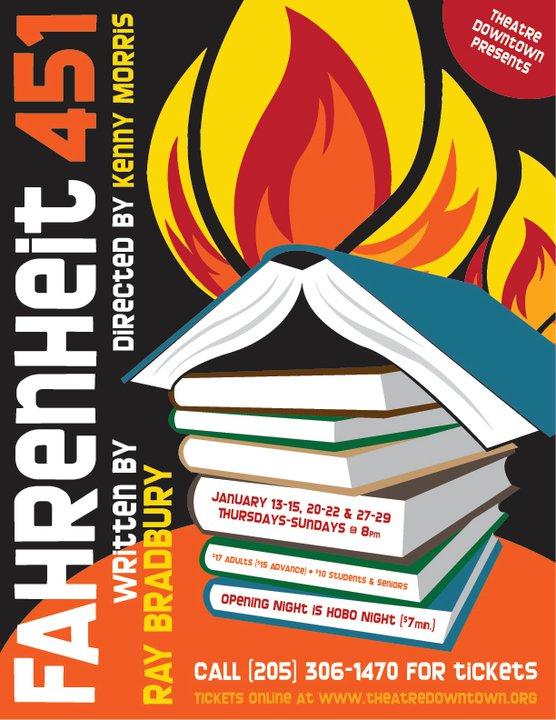 THEATRE
DOWNTOWN
PRESENTS
FAHRENHEIT 451
DIRECTED BY KENNY MORRIS
WRITTEN BY
RAY BRADBURY
JANUARY 13-15, 20-22 & 27-29
THURSDAYS-SUNDAYS @ 8PM
$17 ADULTS ($15 ADVANCE) • $10 STUDENTS & SENIORS
OPENING NIGHT IS HOBO NIGHT ($7min.)
CALL (205) 306-1470 FOR tickets
TICKETS ONLINE AT WWW.THEATREDOWNTOWN.ORG